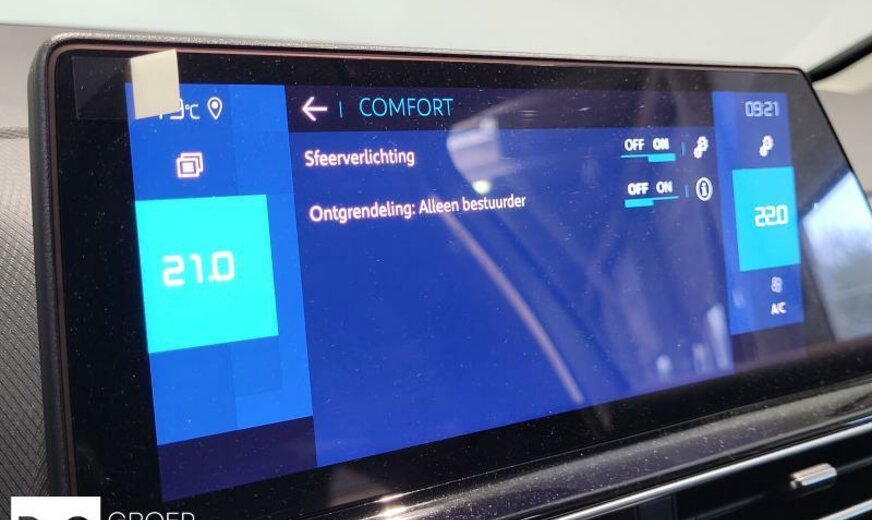 COMFORT
09:21
Sfeerverlichting OFF ON
Ontgrendeling: Alleen bestuurder OFF ON
21.0
22.0
A/C
GROEP